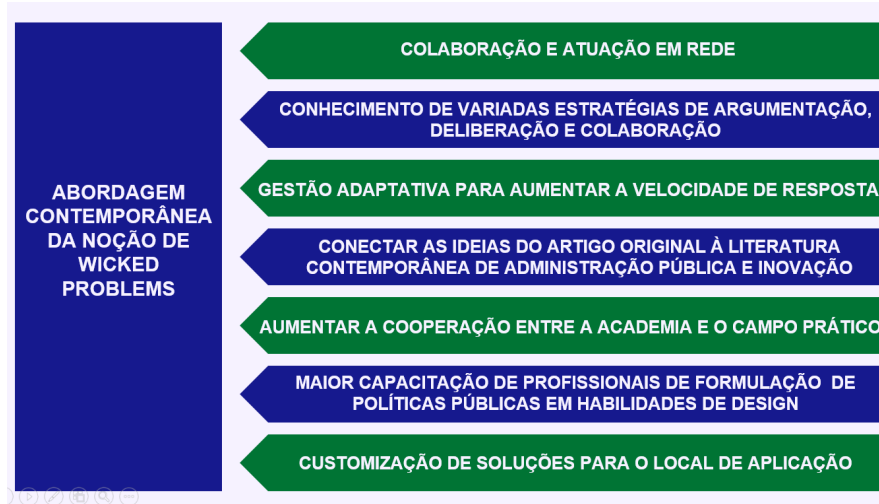 ABORDAGEM
CONTEMPORÂNEA
DA NOÇÃO DE
WICKED
PROBLEMS
COLABORAÇÃO E ATUAÇÃO EM REDE
CONHECIMENTO DE VARIADAS ESTRATÉGIAS DE ARGUMENTAÇÃO,
DELIBERAÇÃO E COLABORAÇÃO
GESTÃO ADAPTATIVA PARA AUMENTAR A VELOCIDADE DE RESPOSTA
CONECTAR AS IDEIAS DO ARTIGO ORIGINAL À LITERATURA
CONTEMPORÂNEA DE ADMINISTRAÇÃO PÚBLICA E INOVAÇÃO
AUMENTAR A COOPERAÇÃO ENTRE A ACADEMIA E O CAMPO PRÁTICO
MAIOR CAPACITAÇÃO DE PROFISSIONAIS DE FORMULAÇÃO DE
POLÍTICAS PÚBLICAS EM HABILIDADES DE DESIGN
CUSTOMIZAÇÃO DE SOLUÇÕES PARA O LOCAL DE APLICAÇÃO